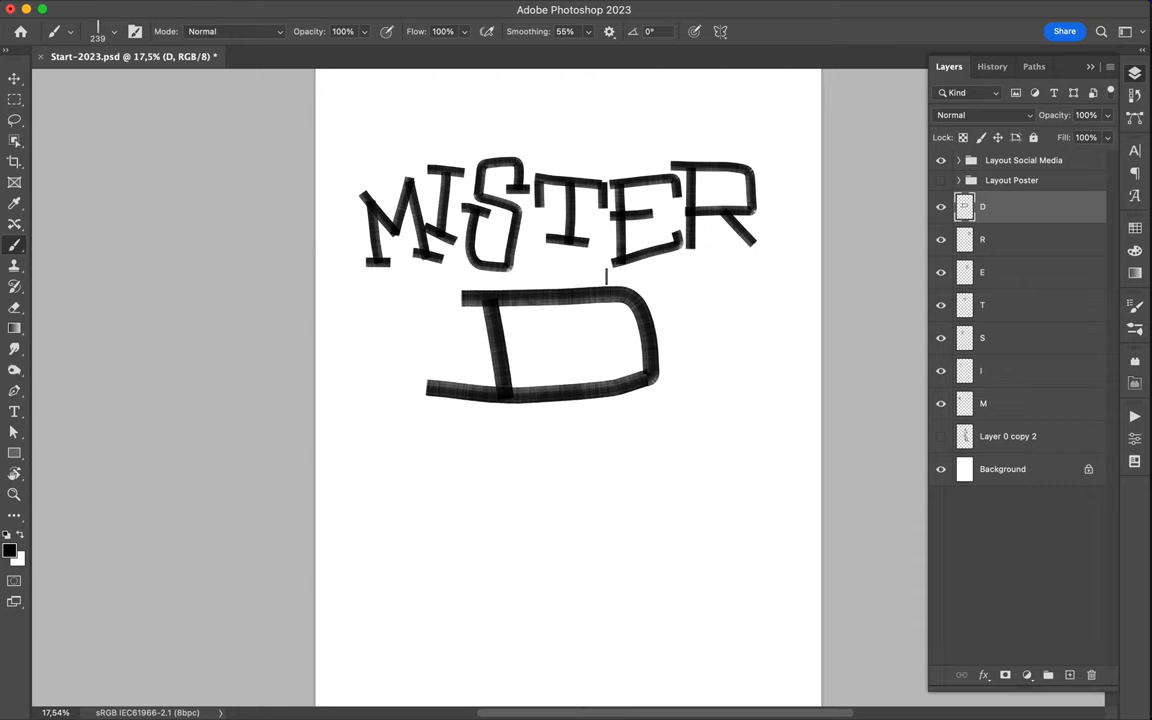 Adobe Photoshop 2023
239 Mode: Normal Opacity: 100% Flow: 100% Smoothing: 55% 0° Share
× Start-2023.psd @ 17,5% (D, RGB/8) *
Layers History Paths
Kind
Normal Opacity: 100%
Lock: Fill: 100%
Layout Social Media
Layout Poster
D
R
E
T
S
I
M
Layer 0 copy 2
Background
MISTER
D
17,54% sRGB IEC61966-2.1 (8bpc)